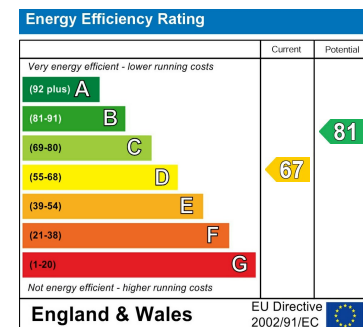 Energy Efficiency Rating
Current Potential
Very energy efficient - lower running costs
(92 plus) A
(81-91) B
(69-80) C
(55-68) D
(39-54) E
(21-38) F
(1-20) G
67
81
Not energy efficient - higher running costs
England & Wales
EU Directive
2002/91/EC